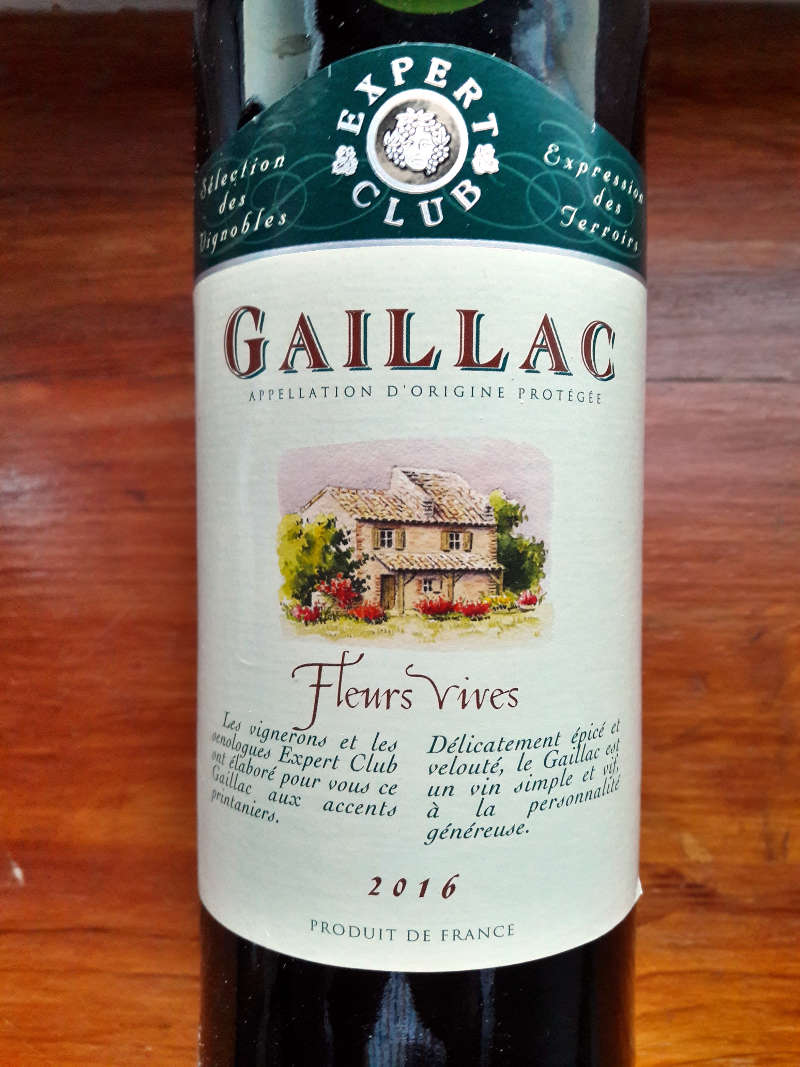 EXPERT
CLUB
Sélection
des
Vignobles
Expression
des
Terroirs
GAILLAC
APPELLATION D'ORIGINE PROTÉGÉE
Fleurs Vives
Les vignerons et les
oenologues Expert Club
ont élaboré pour vous ce
Gaillac aux accents
printaniers.
Délicatement épicé et
velouté, le Gaillac est
un vin simple et vif,
à la personnalité
généreuse.
2016
PRODUIT DE FRANCE